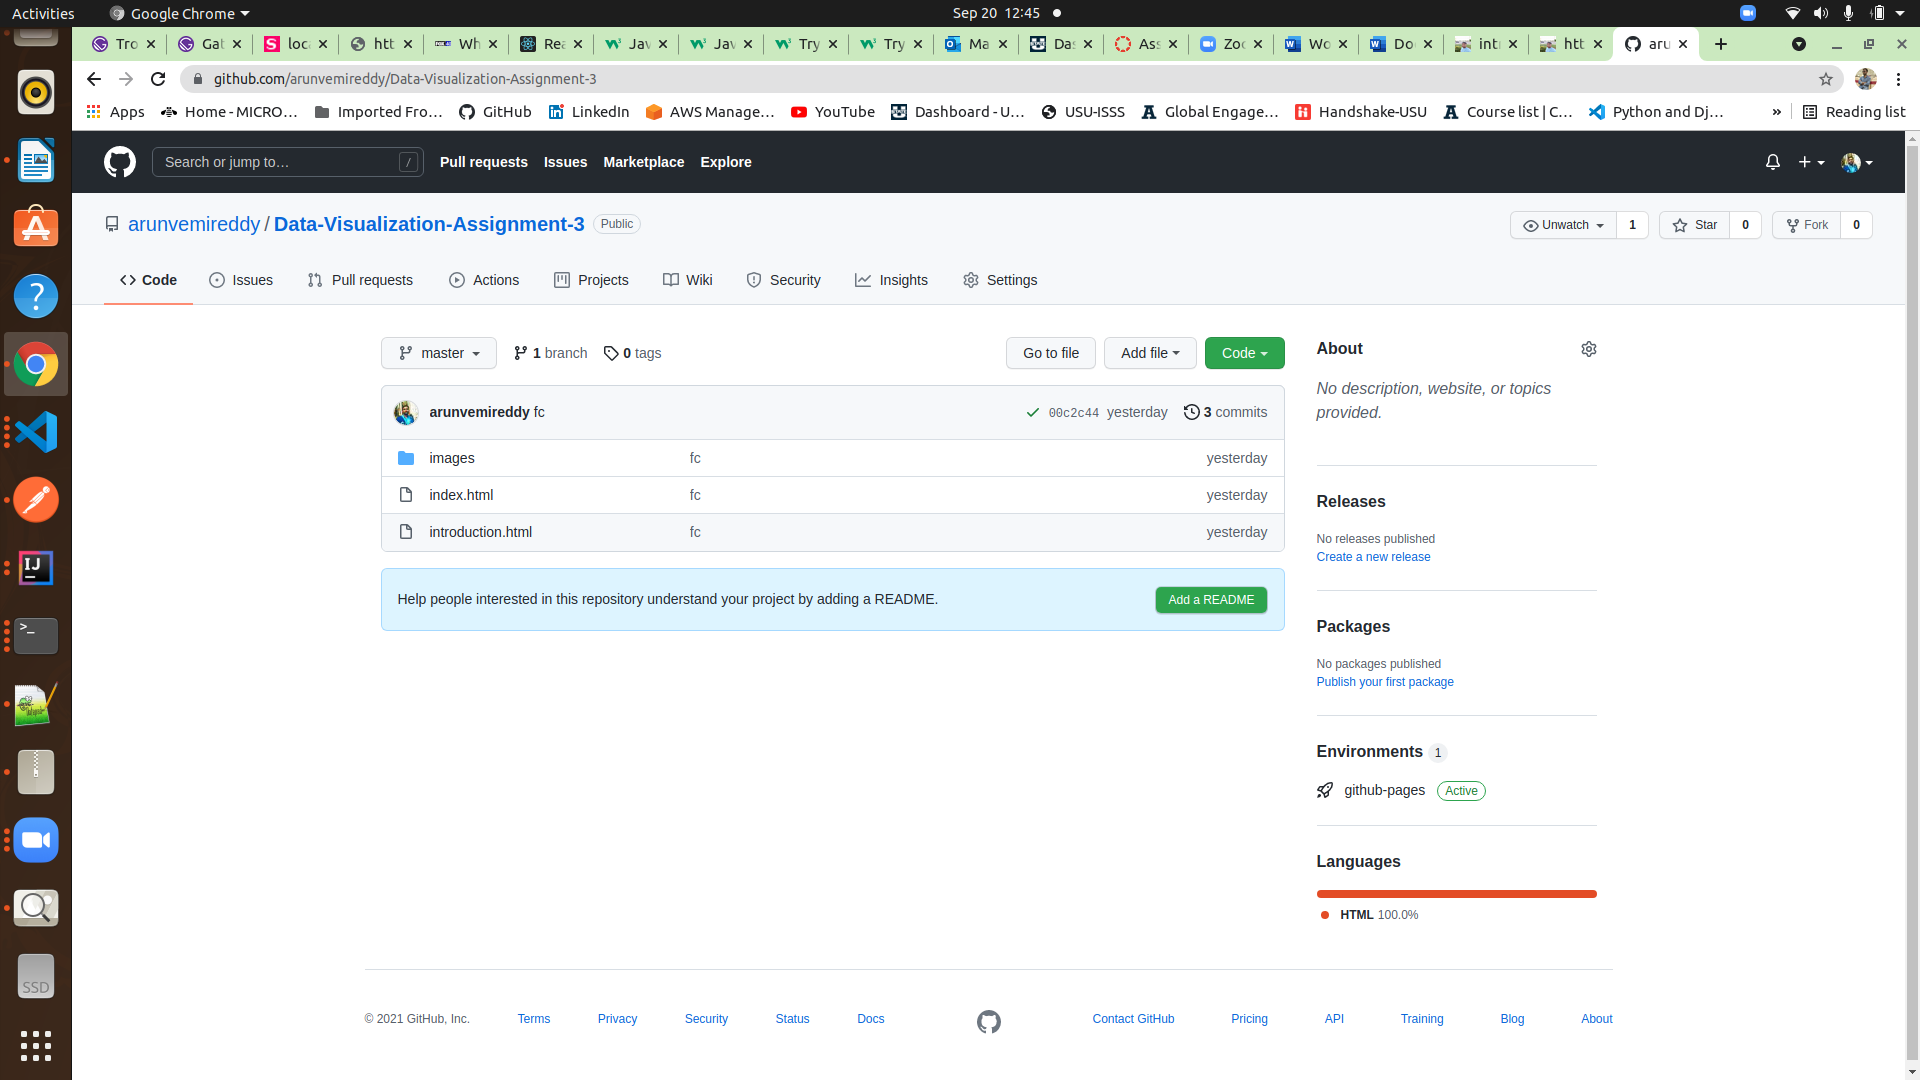 Activities Google Chrome Sep 20 12:45
Tro Gat loca htt Wh Rea Jav Jav Try Try Ma Das Ass Zoo Wo Doc intr htt aru
github.com/arunvemireddy/Data-Visualization-Assignment-3
Apps Home - MICRO… Imported Fro… GitHub LinkedIn AWS Manage… YouTube Dashboard - U… USU-ISSS Global Engage… Handshake-USU Course list | C… Python and Dj… » Reading list
Search or jump to… / Pull requests Issues Marketplace Explore
arunvemireddy / Data-Visualization-Assignment-3 Public Unwatch 1 Star 0 Fork 0
Code Issues Pull requests Actions Projects Wiki Security Insights Settings
master 1 branch 0 tags Go to file Add file Code
arunvemireddy fc 00c2c44 yesterday 3 commits
images fc yesterday
index.html fc yesterday
introduction.html fc yesterday
Help people interested in this repository understand your project by adding a README. Add a README
About
No description, website, or topics
provided.
Releases
No releases published
Create a new release
Packages
No packages published
Publish your first package
Environments 1
github-pages Active
Languages
HTML 100.0%
© 2021 GitHub, Inc. Terms Privacy Security Status Docs Contact GitHub Pricing API Training Blog About
IJ
>_
SSD